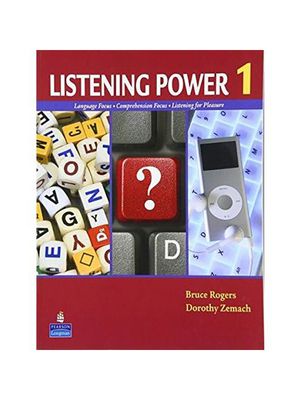 LISTENING POWER 1
Language Focus • Comprehension Focus • Listening for Pleasure
?
D
Bruce Rogers
Dorothy Zemach
PEARSON
Longman